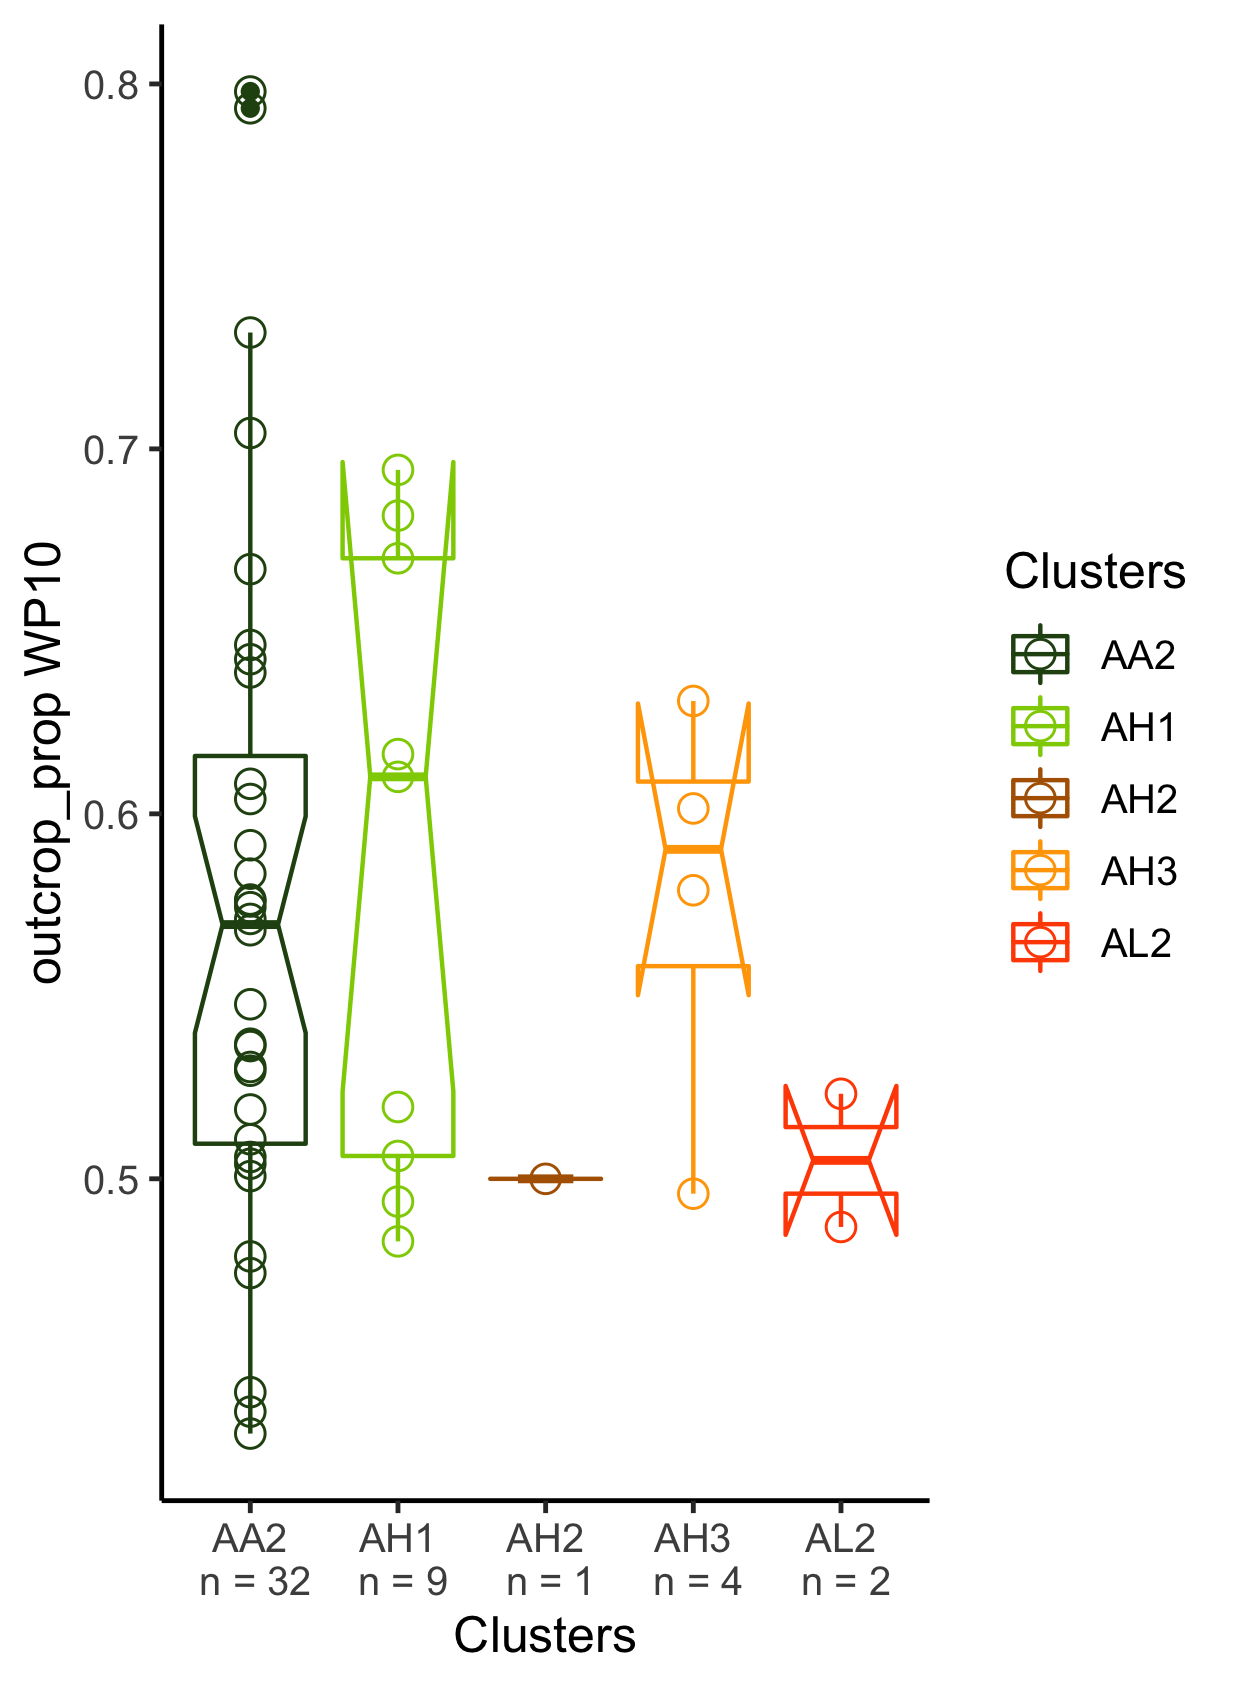 outcrop_prop WP10
0.8
0.7
0.6
0.5
AA2 AH1 AH2 AH3 AL2
n = 32 n = 9 n = 1 n = 4 n = 2
Clusters
Clusters
AA2
AH1
AH2
AH3
AL2